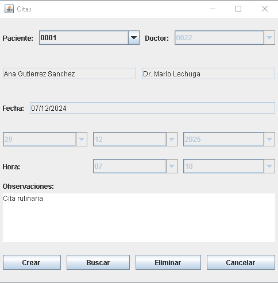 Citas
Paciente: 0001 Doctor: 0022
Ana Gutierrez Sanchez Dr. Mario Lechuga
Fecha: 07/12/2024
20 12 2025
Hora: 07 10
Observaciones:
Cita rutinaria
Crear Buscar Eliminar Cancelar